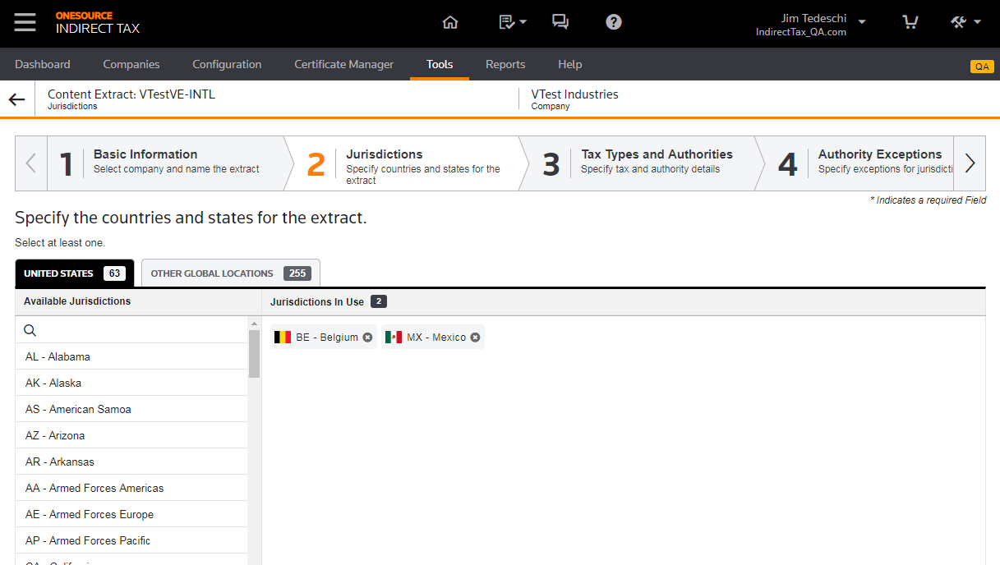 ONESOURCE
INDIRECT TAX
Jim Tedeschi
IndirectTax_QA.com
Dashboard Companies Configuration Certificate Manager Tools Reports Help QA
Content Extract: VTestVE-INTL
Jurisdictions
VTest Industries
Company
1 Basic Information
Select company and name the extract
2 Jurisdictions
Specify countries and states for the
extract
3 Tax Types and Authorities
Specify tax and authority details
4 Authority Exceptions
Specify exceptions for jurisdicti
* Indicates a required Field
Specify the countries and states for the extract.
Select at least one.
UNITED STATES 63 OTHER GLOBAL LOCATIONS 255
Available Jurisdictions
Jurisdictions In Use 2
BE - Belgium MX - Mexico
AL - Alabama
AK - Alaska
AS - American Samoa
AZ - Arizona
AR - Arkansas
AA - Armed Forces Americas
AE - Armed Forces Europe
AP - Armed Forces Pacific